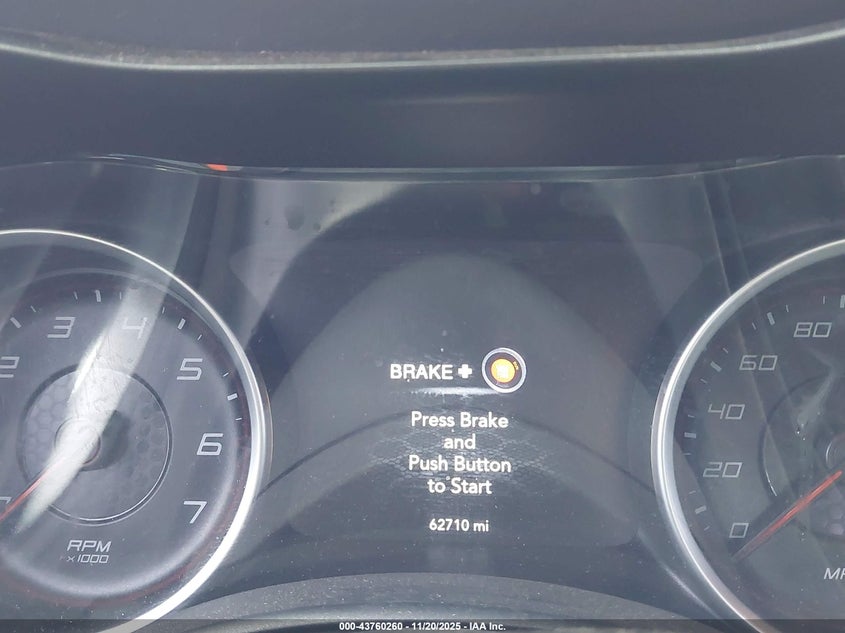 2
3
4
5
6
7
RPM
x1000
BRAKE +
Press Brake
and
Push Button
to Start
62710 mi
80
60
40
20
0
000-43760260 - 11/20/2025 - IAA Inc.